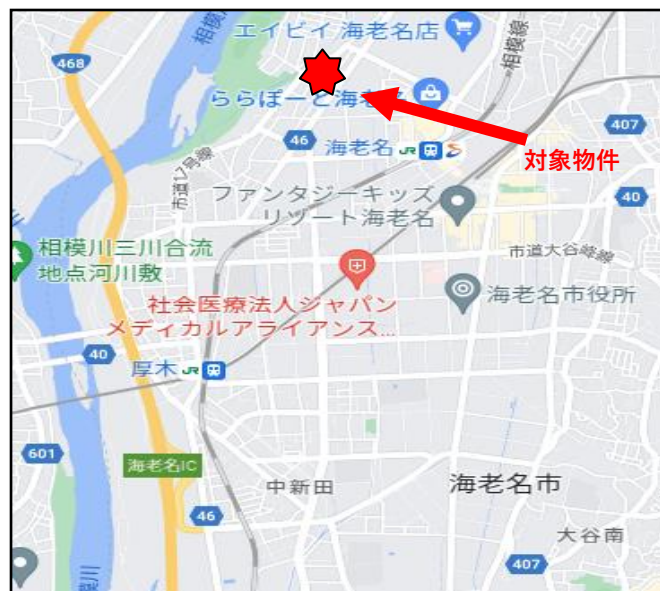 エイビイ 海老名店
相模線
468
ららぽーと海老名
407
46
海老名 JR
対象物件
市道17号線
40
ファンタジーキッズ
リゾート海老名
相模川三川合流
地点河川敷
市道大谷峰線
社会医療法人ジャパン
メディカルアライアンス...
海老名市役所
40
厚木 JR
601
海老名IC
中新田
海老名市
46
大谷南
407